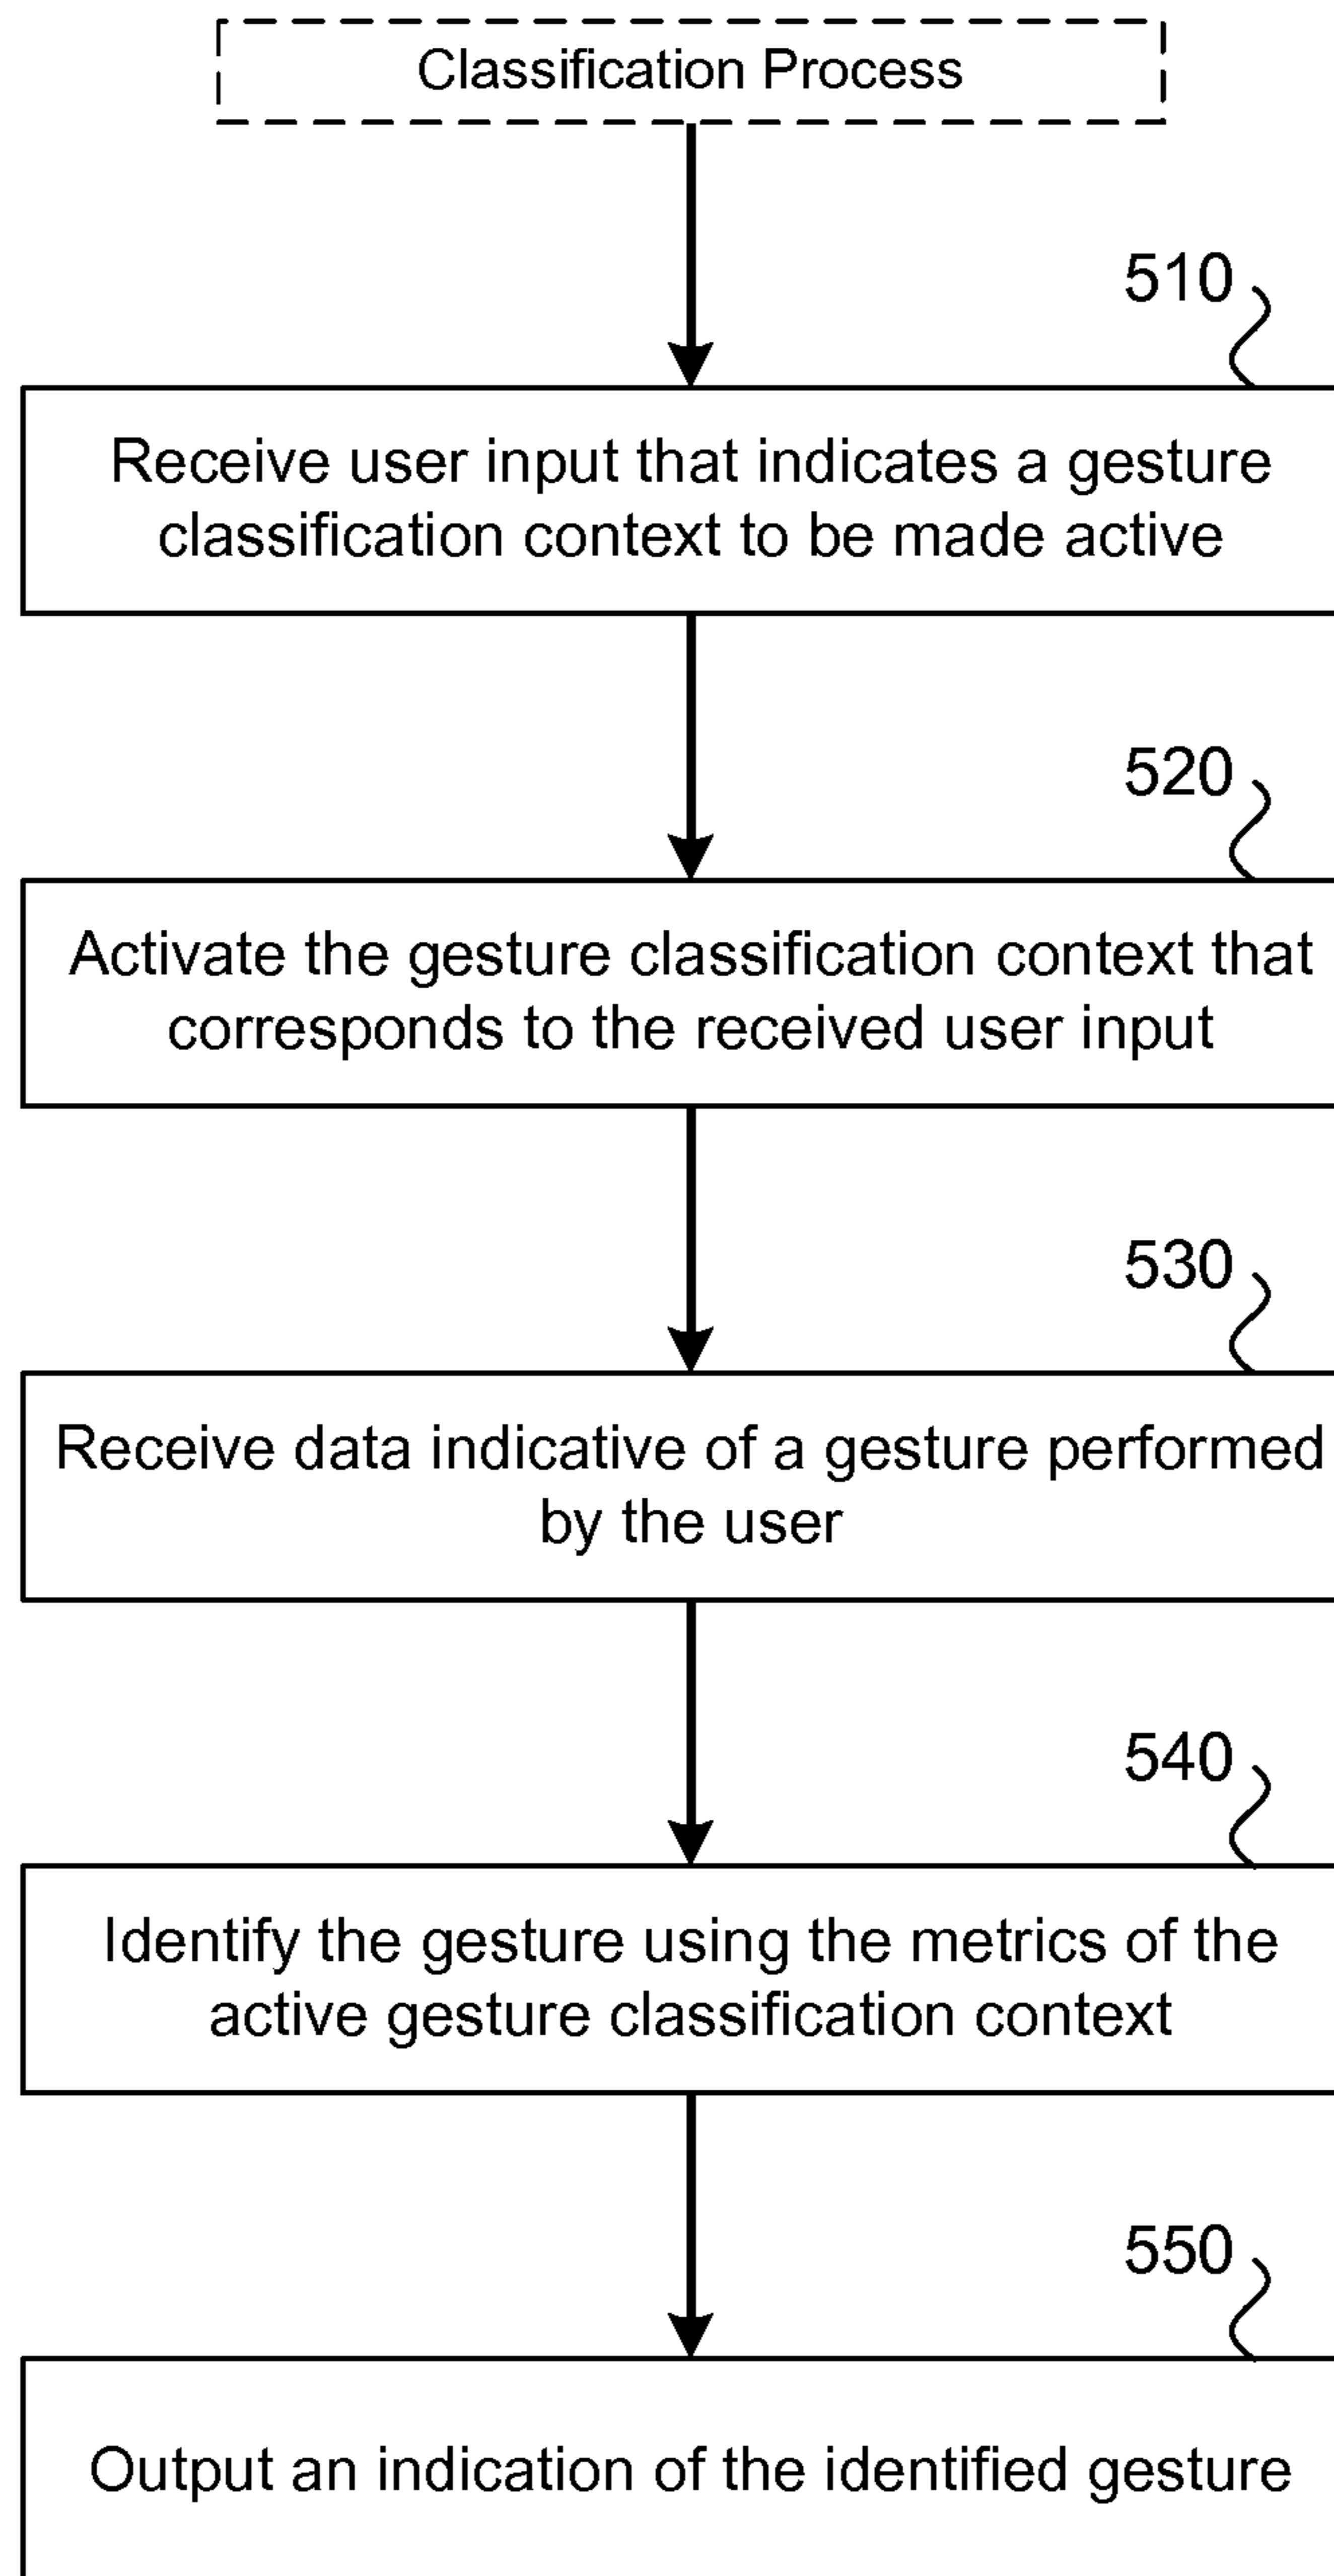 Classification Process
510
Receive user input that indicates a gesture
classification context to be made active
520
Activate the gesture classification context that
corresponds to the received user input
530
Receive data indicative of a gesture performed
by the user
540
Identify the gesture using the metrics of the
active gesture classification context
550
Output an indication of the identified gesture